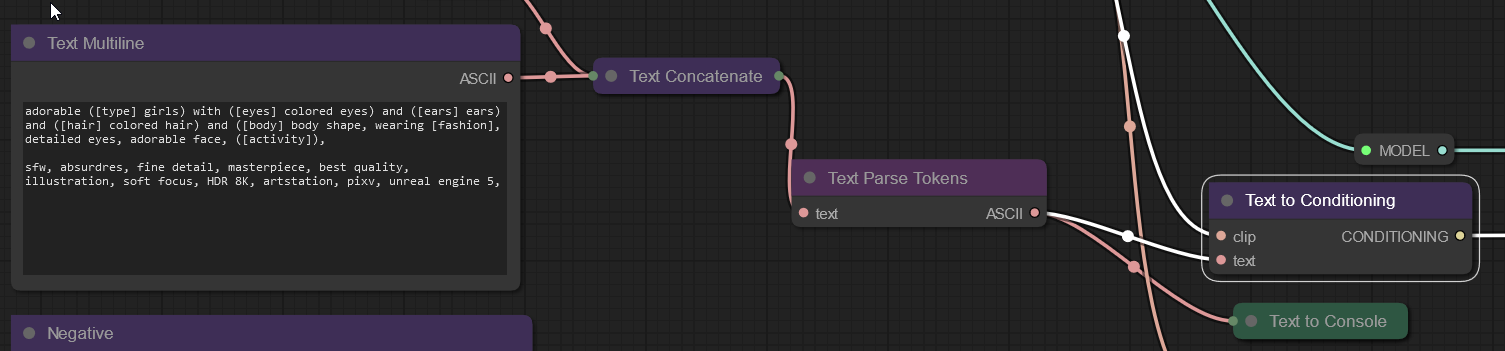 Text Multiline
ASCII
adorable ([type] girls) with ([eyes] colored eyes) and ([ears] ears)
and ([hair] colored hair) and ([body] body shape, wearing [fashion],
detailed eyes, adorable face, ([activity]),
sfw, absurdres, fine detail, masterpiece, best quality,
illustration, soft focus, HDR 8K, artstation, pixv, unreal engine 5,
Negative
Text Concatenate
Text Parse Tokens
text ASCII
MODEL
Text to Conditioning
clip CONDITIONING
text
Text to Console